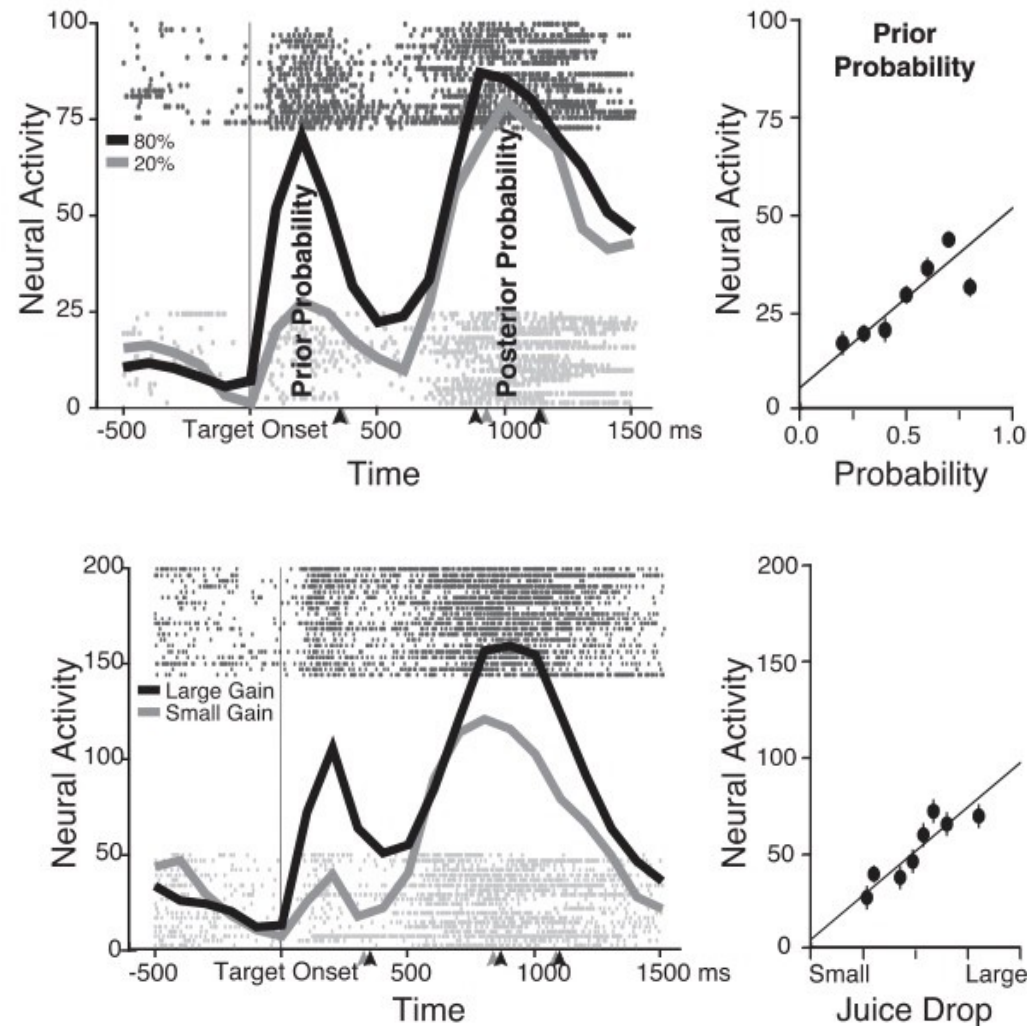 100
75
50
25
0
Neural Activity
80%
20%
Prior Probability
Posterior Probability
-500 Target Onset 500 1000 1500 ms
Time
100
75
50
25
0
Neural Activity
Prior
Probability
0.0 0.5 1.0
Probability
200
150
100
50
0
Neural Activity
Large Gain
Small Gain
-500 Target Onset 500 1000 1500 ms
Time
200
150
100
50
0
Neural Activity
Small Large
Juice Drop